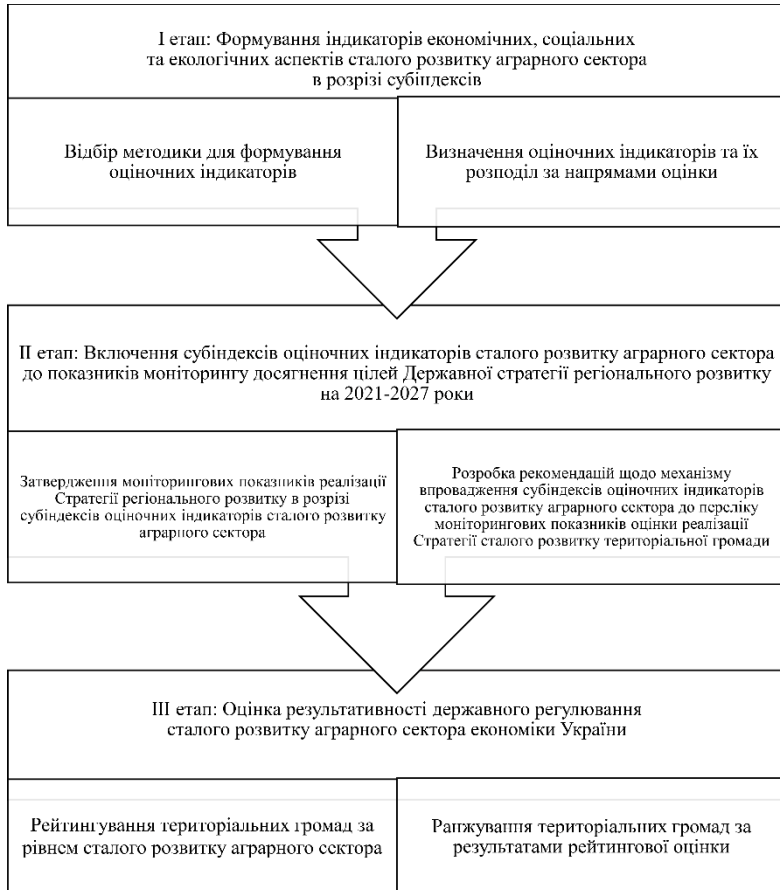 І етап: Формування індикаторів економічних, соціальних
та екологічних аспектів сталого розвитку аграрного сектора
в розрізі субіндексів
Відбір методики для формування
оціночних індикаторів
Визначення оціночних індикаторів та їх
розподіл за напрямами оцінки
ІІ етап: Включення субіндексів оціночних індикаторів сталого розвитку аграрного сектора
до показників моніторингу досягнення цілей Державної стратегії регіонального розвитку
на 2021-2027 роки
Затвердження моніторингових показників реалізації
Стратегії регіонального розвитку в розрізі
субіндексів оціночних індикаторів сталого розвитку
аграрного сектора
Розробка рекомендацій щодо механізму
впровадження субіндексів оціночних індикаторів
сталого розвитку аграрного сектора до переліку
моніторингових показників оцінки реалізації
Стратегії сталого розвитку територіальної громади
ІІІ етап: Оцінка результативності державного регулювання
сталого розвитку аграрного сектора економіки України
Рейтингування територіальних громад за
рівнем сталого розвитку аграрного сектора
Ранжування територіальних громад за
результатами рейтингової оцінки